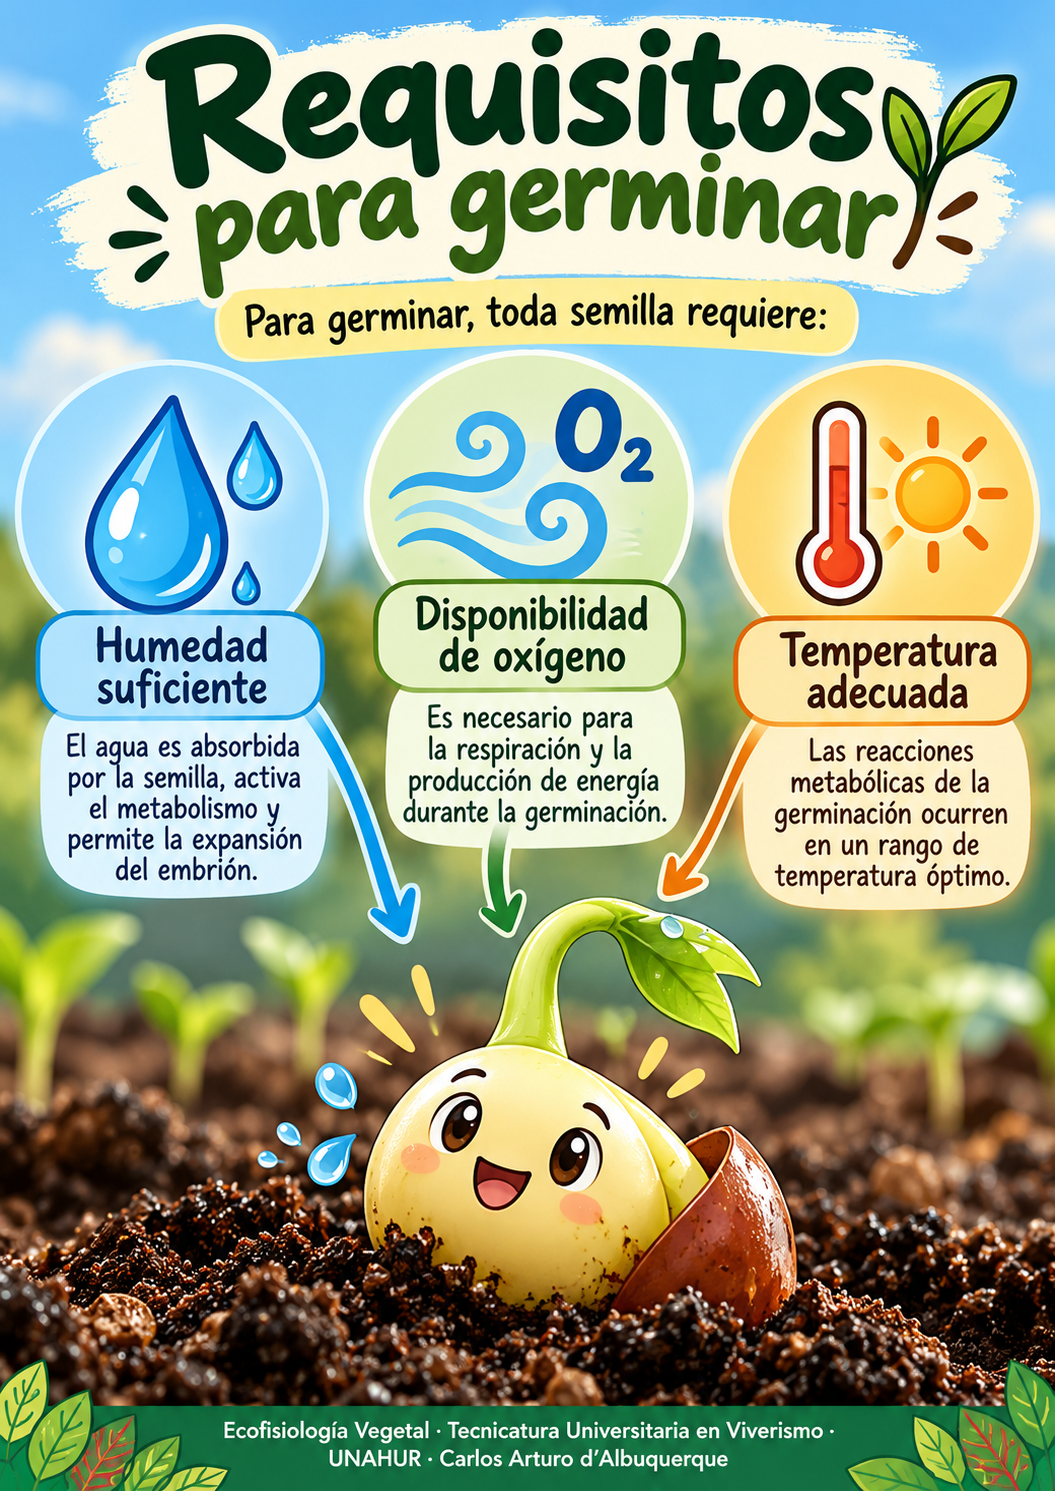 Requisitos
para germinar
Para germinar, toda semilla requiere:
O₂
Humedad
suficiente
El agua es absorbida
por la semilla, activa
el metabolismo y
permite la expansión
del embrión.
Disponibilidad
de oxígeno
Es necesario para
la respiración y la
producción de energía
durante la germinación.
Temperatura
adecuada
Las reacciones
metabólicas de la
germinación ocurren
en un rango de
temperatura óptimo.
Ecofisiología Vegetal · Tecnicatura Universitaria en Viverismo ·
UNAHUR · Carlos Arturo d’Albuquerque